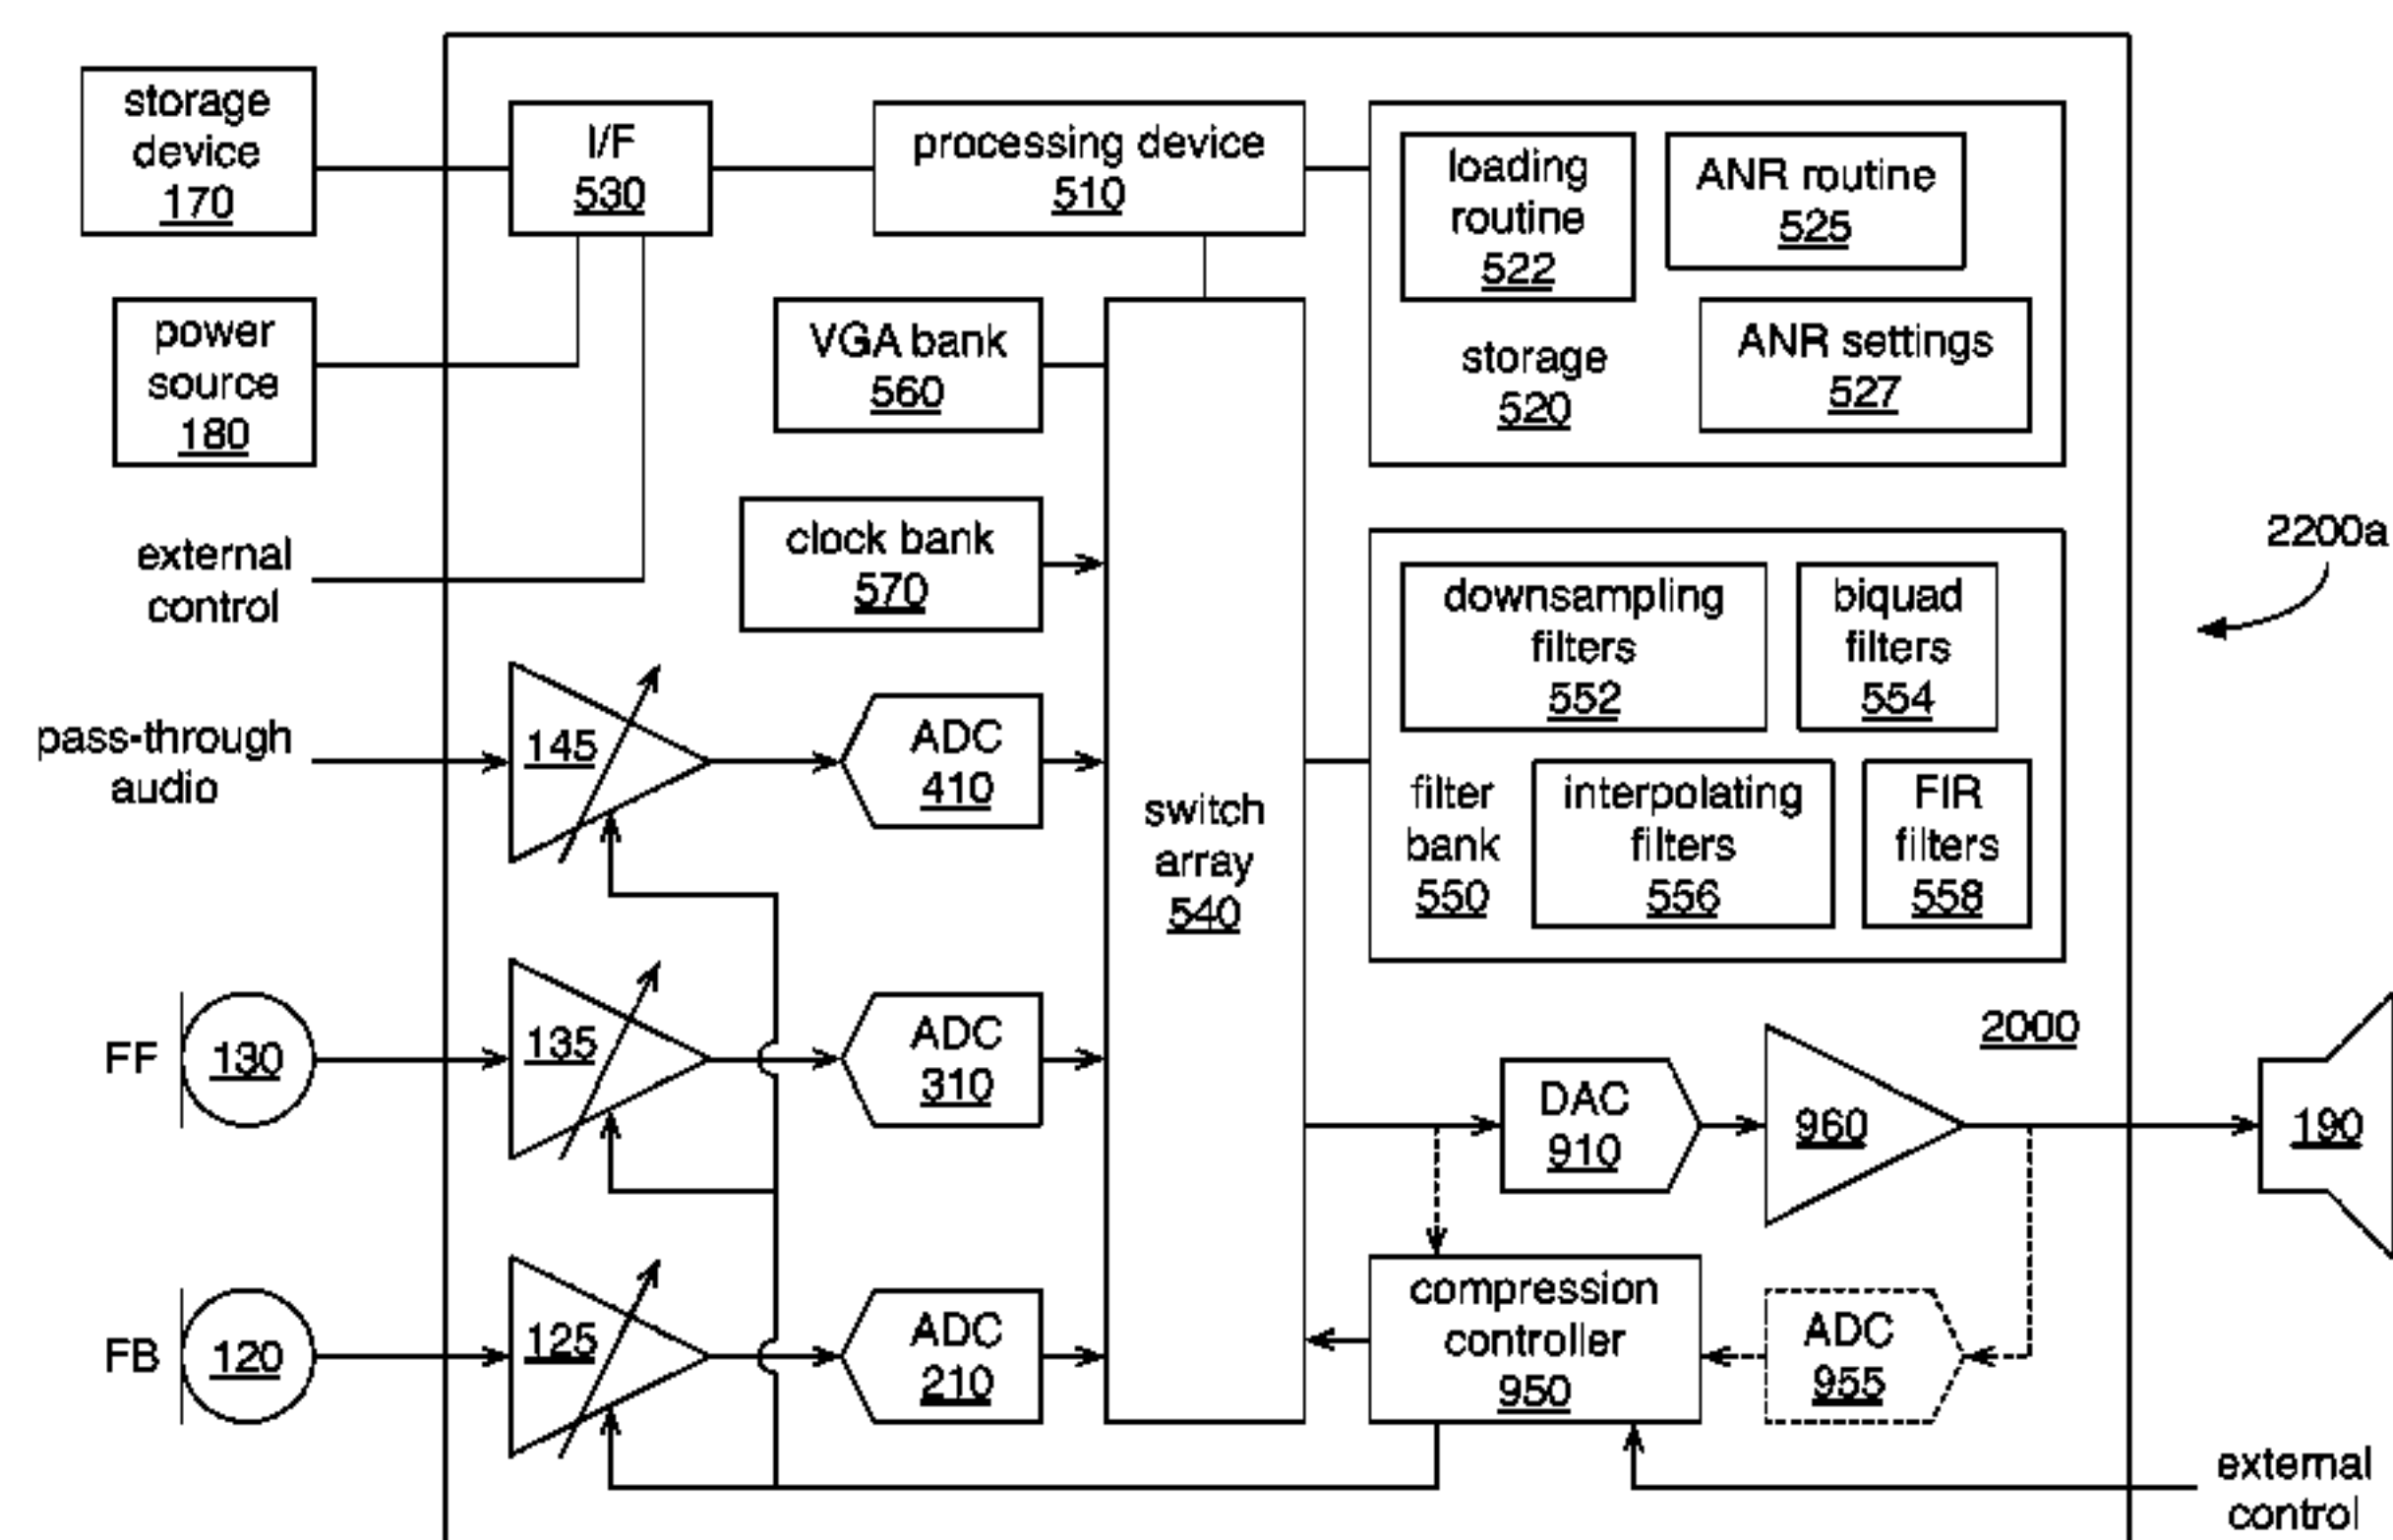 storage
device
170
I/F
530
processing device
510
loading
routine
522
ANR routine
525
storage
520
ANR settings
527
power
source
180
VGA bank
560
external
control
clock bank
570
2200a
downsampling
filters
552
biquad
filters
554
filter
bank
550
interpolating
filters
556
FIR
filters
558
pass-through
audio
145
ADC
410
switch
array
540
FF
130
135
ADC
310
2000
DAC
910
960
190
FB
120
125
ADC
210
compression
controller
950
ADC
955
external
control